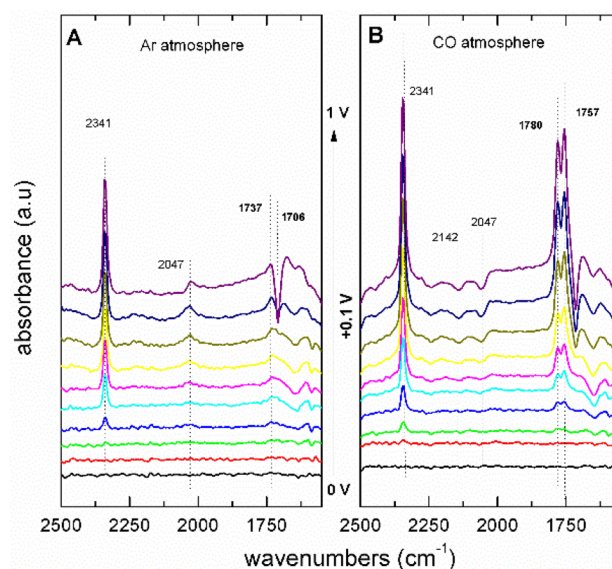 A
Ar atmosphere
2341
2047
1737
1706
B
CO atmosphere
2341
1780
1757
2142
2047
1 V
+0.1 V
0 V
absorbance (a.u)
2500 2250 2000 1750
2500 2250 2000 1750
wavenumbers (cm⁻¹)